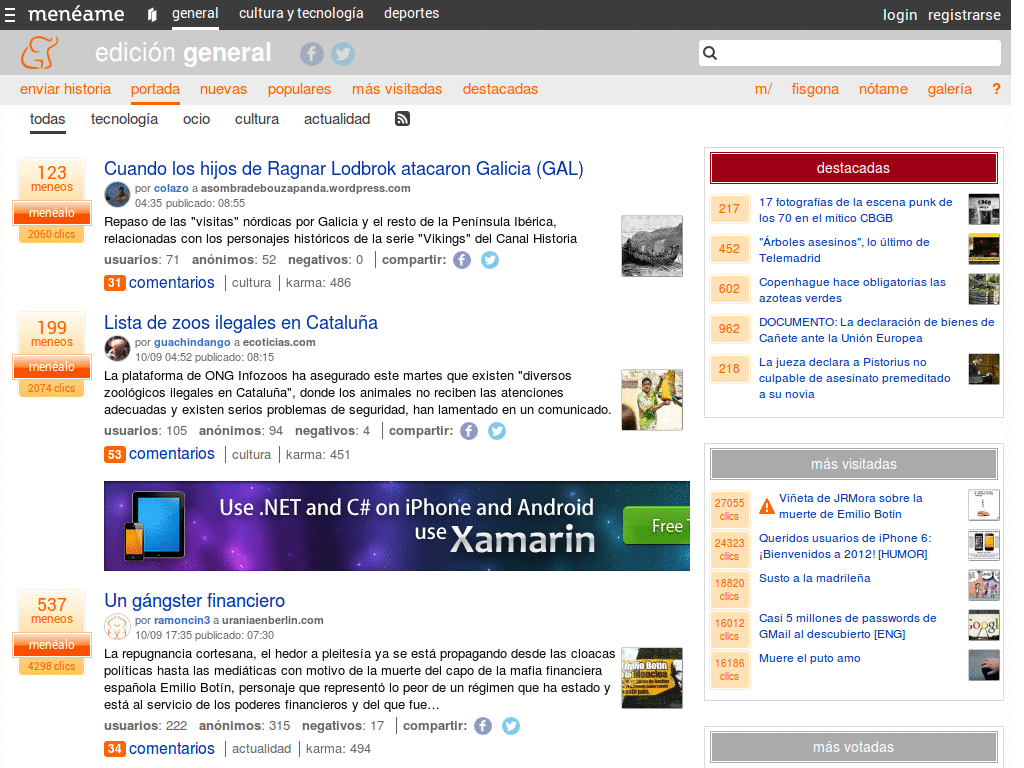 menéame general cultura y tecnología deportes login registrarse
edición general
enviar historia portada nuevas populares más visitadas destacadas m/ fisgona nótame galería ?
todas tecnología ocio cultura actualidad
123
meneos
menéalo
2060 clics
Cuando los hijos de Ragnar Lodbrok atacaron Galicia (GAL)
por colazo a asombradebouzapanda.wordpress.com
04:35 publicado: 08:55
Repaso de las "visitas" nórdicas por Galicia y el resto de la Península Ibérica,
relacionadas con los personajes históricos de la serie "Vikings" del Canal Historia
usuarios: 71 anónimos: 52 negativos: 0 compartir:
31 comentarios cultura karma: 486
199
meneos
menéalo
2074 clics
Lista de zoos ilegales en Cataluña
por guachindango a ecoticias.com
10/09 04:52 publicado: 08:15
La plataforma de ONG Infozoos ha asegurado este martes que existen "diversos
zoológicos ilegales en Cataluña", donde los animales no reciben las atenciones
adecuadas y existen serios problemas de seguridad, han lamentado en un comunicado.
usuarios: 105 anónimos: 94 negativos: 4 compartir:
53 comentarios cultura karma: 451
Use .NET and C# on iPhone and Android
use Xamarin
Free
537
meneos
menéalo
4298 clics
Un gángster financiero
por ramoncin3 a uraniaenberlin.com
10/09 17:35 publicado: 07:30
La repugnancia cortesana, el hedor a pleitesía ya se está propagando desde las cloacas
políticas hasta las mediáticas con motivo de la muerte del capo de la mafia financiera
española Emilio Botín, personaje que representó lo peor de un régimen que ha estado y
está al servicio de los poderes financieros y del que fue…
usuarios: 222 anónimos: 315 negativos: 17 compartir:
34 comentarios actualidad karma: 494
destacadas
217
17 fotografías de la escena punk de
los 70 en el mítico CBGB
452
"Árboles asesinos", lo último de
Telemadrid
602
Copenhague hace obligatorias las
azoteas verdes
962
DOCUMENTO: La declaración de bienes de
Cañete ante la Unión Europea
218
La jueza declara a Pistorius no
culpable de asesinato premeditado
a su novia
más visitadas
27055
clics
Viñeta de JRMora sobre la
muerte de Emilio Botín
24323
clics
Queridos usuarios de iPhone 6:
¡Bienvenidos a 2012! [HUMOR]
18820
clics
Susto a la madrileña
16012
clics
Casi 5 millones de passwords de
GMail al descubierto [ENG]
16186
clics
Muere el puto amo
más votadas